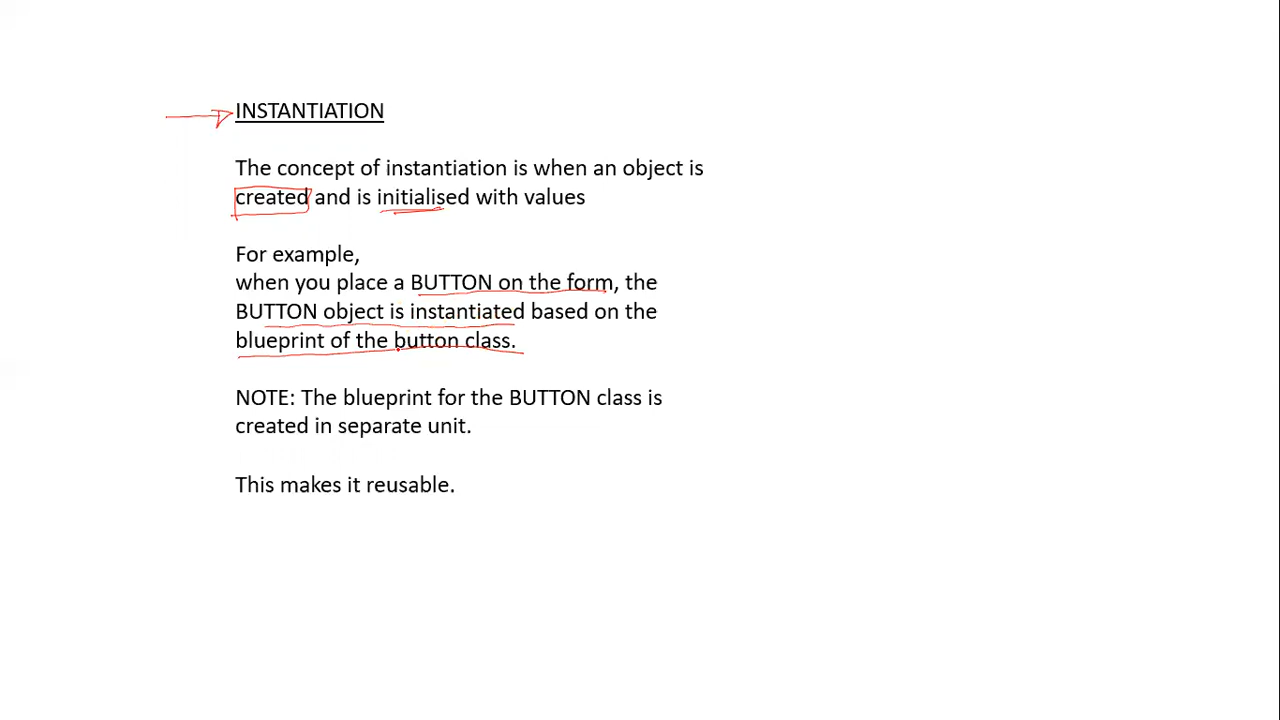 INSTANTIATION
The concept of instantiation is when an object is
created and is initialised with values
For example,
when you place a BUTTON on the form, the
BUTTON object is instantiated based on the
blueprint of the button class.
NOTE: The blueprint for the BUTTON class is
created in separate unit.
This makes it reusable.